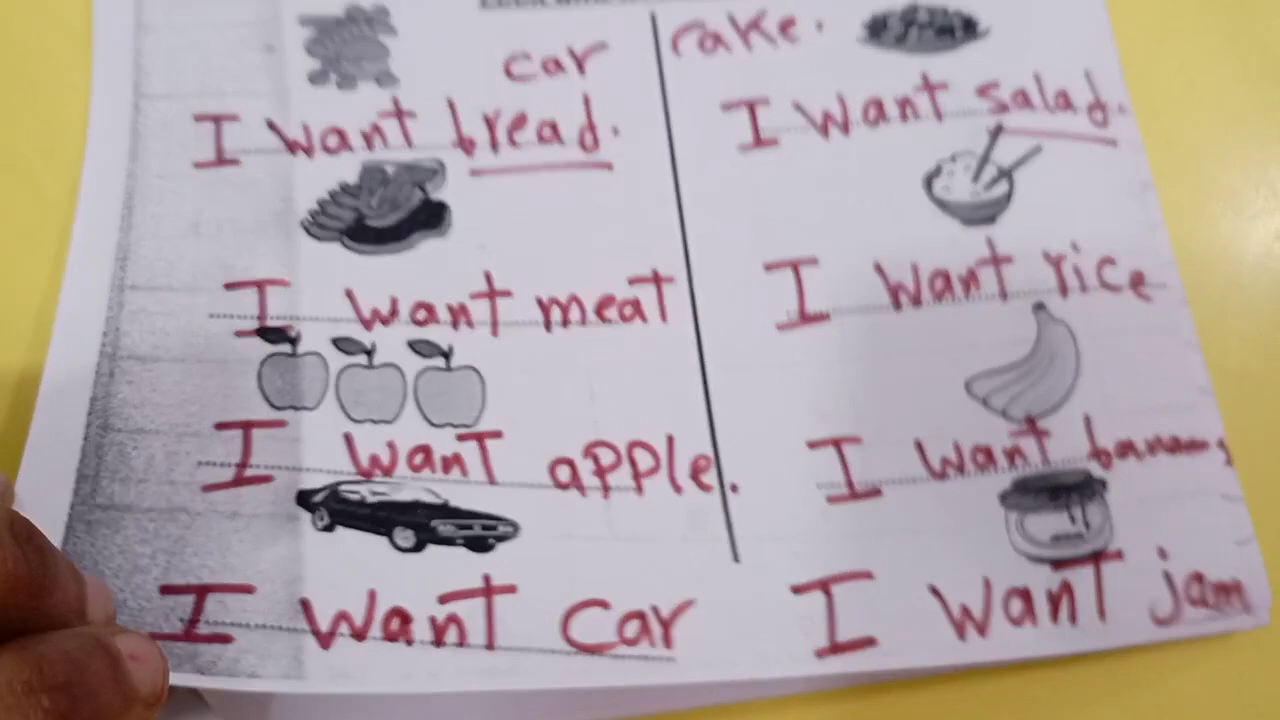 car
I want bread.
I want meat
I want apple.
I want car
cake.
I want salad.
I want rice
I want
I want jam